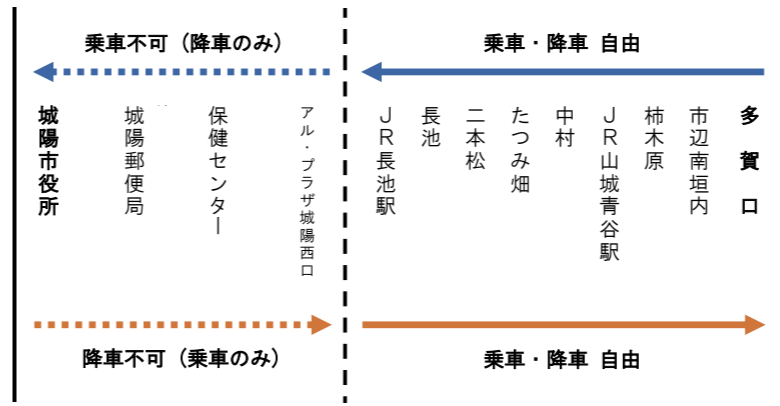 乗車不可（降車のみ）
乗車・降車 自由
城陽市役所
城陽郵便局
保健センター
アル・プラザ城陽西口
ＪＲ長池駅
長池
二本松
たつみ畑
中村
ＪＲ山城青谷駅
柿木原
市辺南垣内
多賀口
降車不可（乗車のみ）
乗車・降車 自由